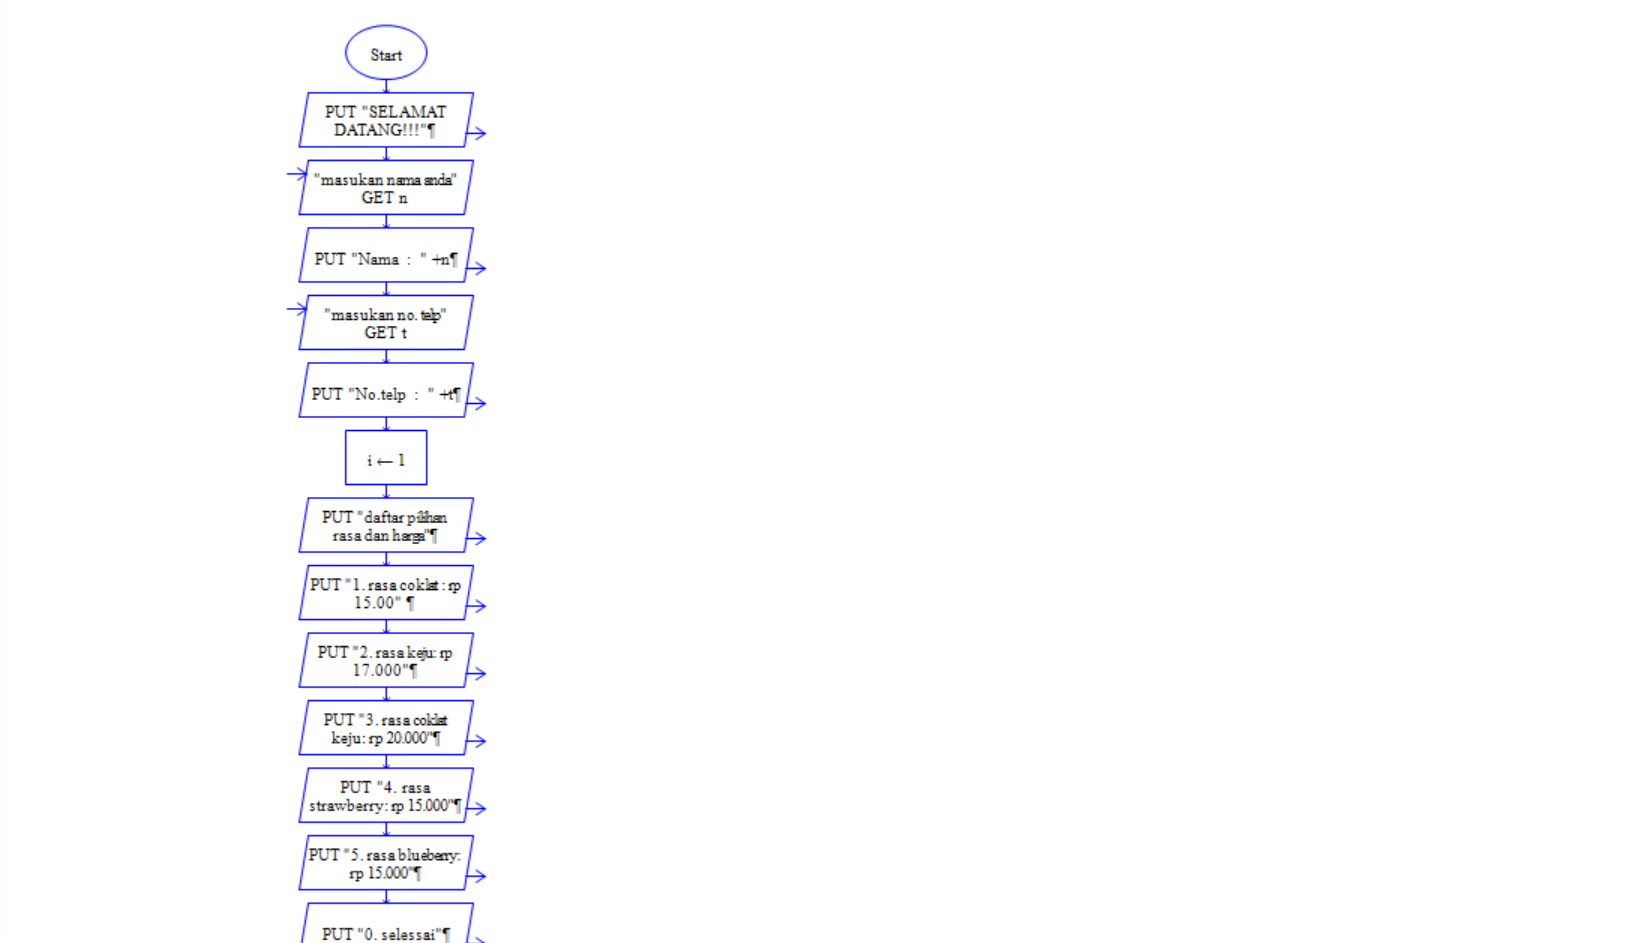 Start
PUT "SELAMAT
DATANG!!!"¶
"masukan nama anda"
GET n
PUT "Nama : " +n¶
"masukan no. telp"
GET t
PUT "No.telp : " +t¶
i ← 1
PUT "daftar pilihan
rasa dan harga"¶
PUT "1. rasa coklat : rp
15.00" ¶
PUT "2. rasa keju: rp
17.000"¶
PUT "3. rasa coklat
keju: rp 20.000"¶
PUT "4. rasa
strawberry: rp 15.000"¶
PUT "5. rasa blueberry:
rp 15.000"¶
PUT "0. selessai"¶